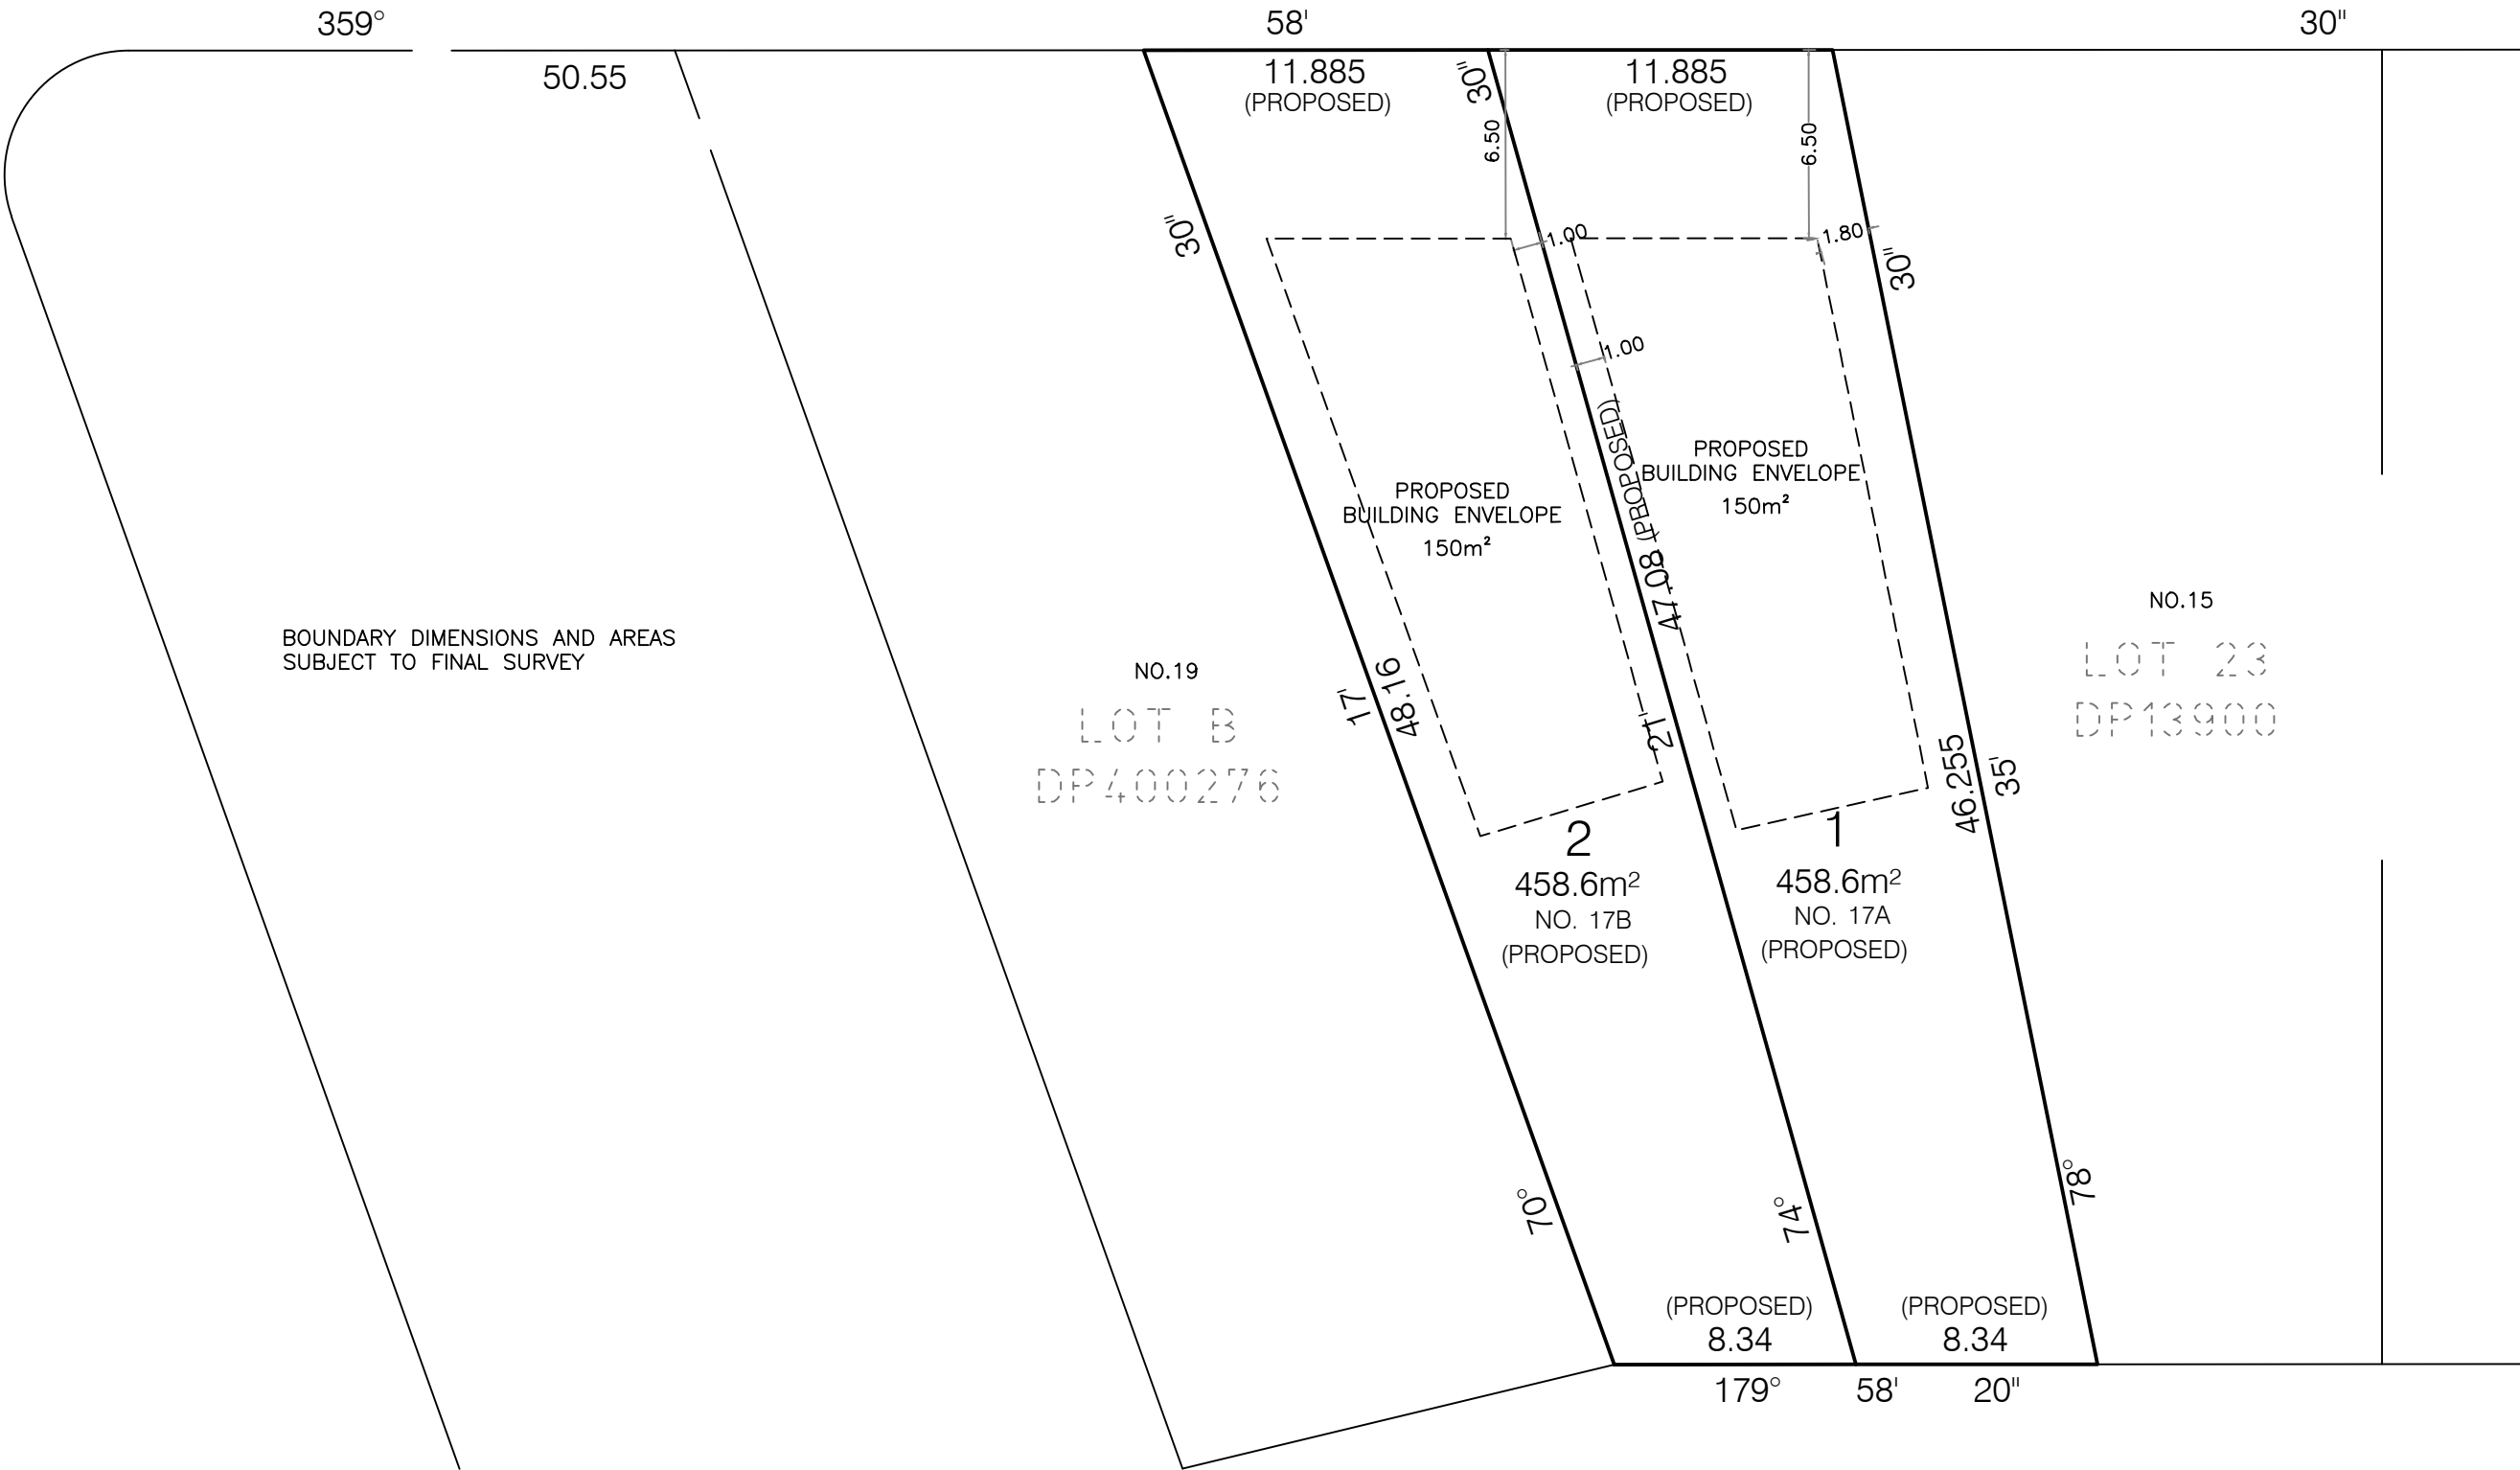 359° 58' 30"
50.55
11.885
(PROPOSED)
11.885
(PROPOSED)
30"
6.50
6.50
30"
1.00
1.80
30"
1.00
PROPOSED
BUILDING ENVELOPE
150m²
PROPOSED
BUILDING ENVELOPE
150m²
47.08 (PROPOSED)
NO.15
LOT 23
DP13900
BOUNDARY DIMENSIONS AND AREAS
SUBJECT TO FINAL SURVEY
NO.19
LOT B
DP400276
17'
48.16
21'
46.255
35'
2
458.6m²
NO. 17B
(PROPOSED)
1
458.6m²
NO. 17A
(PROPOSED)
70°
74°
78°
(PROPOSED)
8.34
(PROPOSED)
8.34
179° 58' 20"